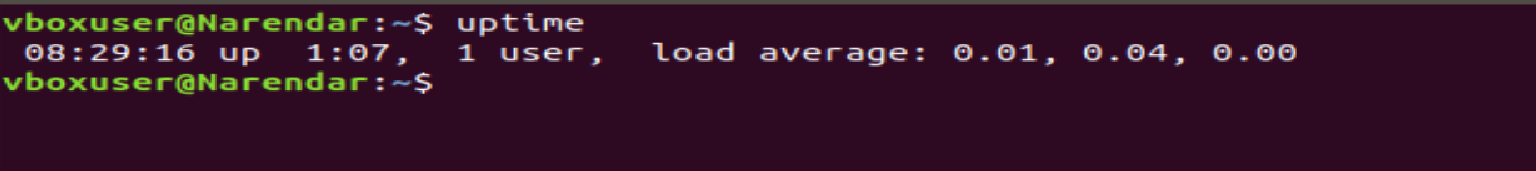 vboxuser@Narendar:~$ uptime
 08:29:16 up  1:07,  1 user,  load average: 0.01, 0.04, 0.00
vboxuser@Narendar:~$